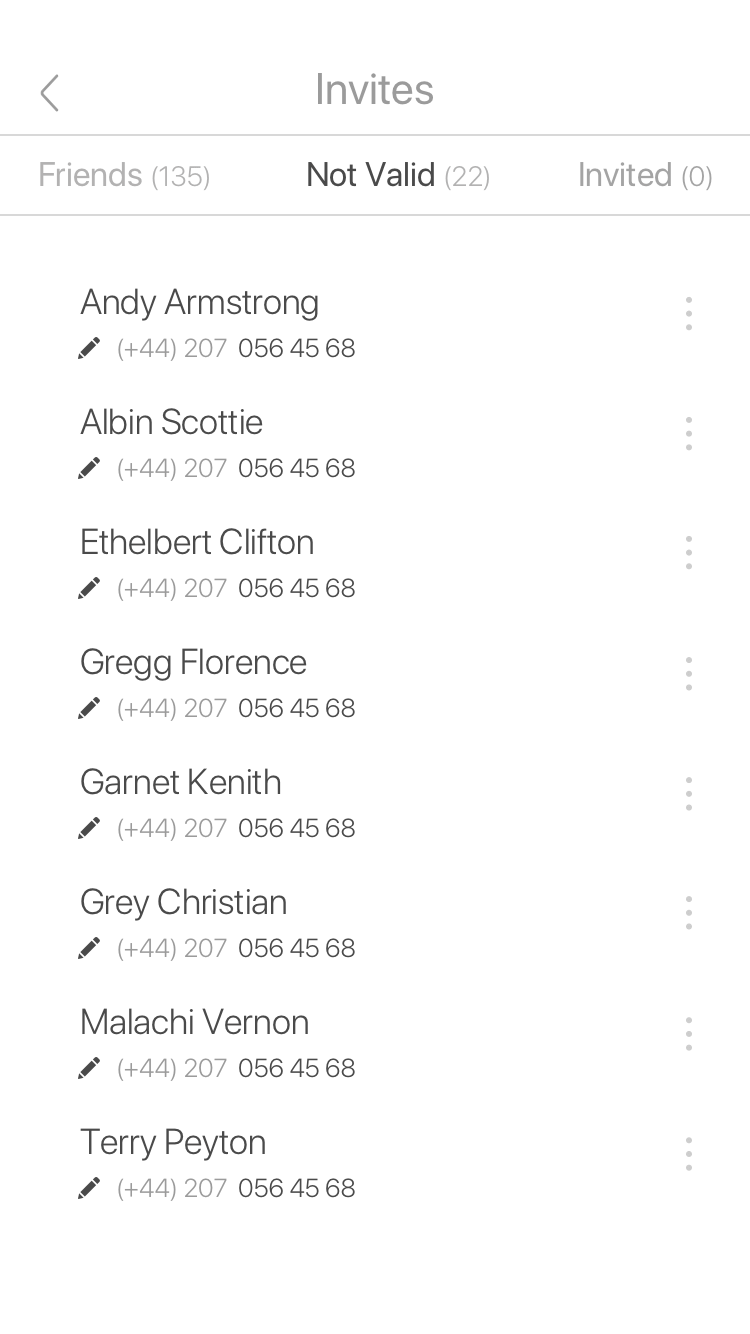 Invites
Friends (135) Not Valid (22) Invited (0)
Andy Armstrong
(+44) 207 056 45 68
Albin Scottie
(+44) 207 056 45 68
Ethelbert Clifton
(+44) 207 056 45 68
Gregg Florence
(+44) 207 056 45 68
Garnet Kenith
(+44) 207 056 45 68
Grey Christian
(+44) 207 056 45 68
Malachi Vernon
(+44) 207 056 45 68
Terry Peyton
(+44) 207 056 45 68